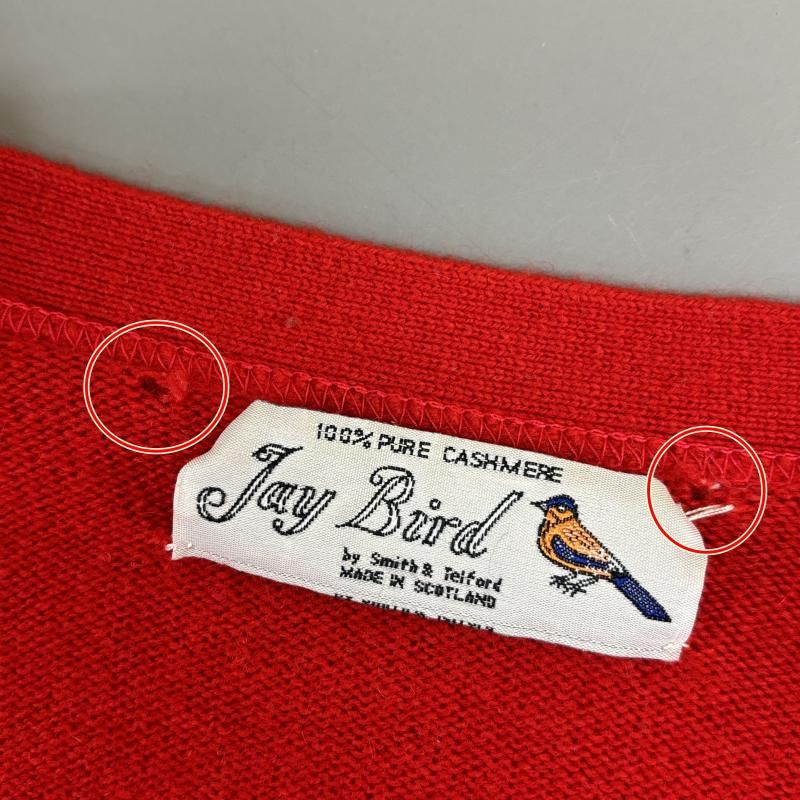 100% PURE CASHMERE
Jay Bird
by Smith & Telford
MADE IN SCOTLAND